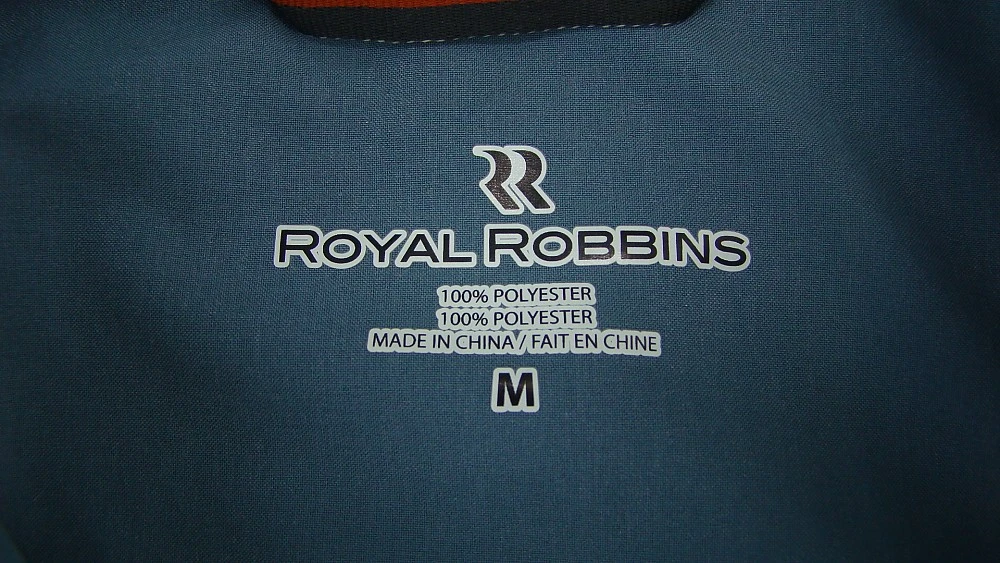 RR
ROYAL ROBBINS
100% POLYESTER
100% POLYESTER
MADE IN CHINA / FAIT EN CHINE
M